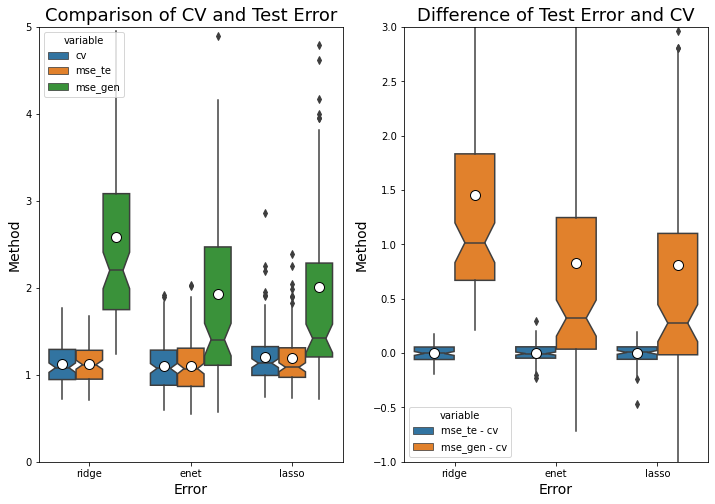 Comparison of CV and Test Error
variable
cv
mse_te
mse_gen
5
4
3
2
1
0
Method
ridge
enet
lasso
Error
Difference of Test Error and CV
3.0
2.5
2.0
1.5
1.0
0.5
0.0
−0.5
−1.0
Method
variable
mse_te - cv
mse_gen - cv
ridge
enet
lasso
Error